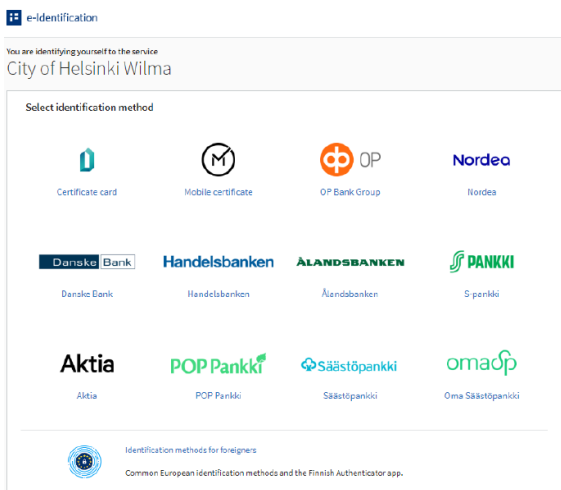 e-Identification
You are identifying yourself to the service
City of Helsinki Wilma
Select identification method
OP
Nordea
Certificate card
Mobile certificate
OP Bank Group
Nordea
Danske Bank
Handelsbanken
ÅLANDSBANKEN
S PANKKI
Danske Bank
Handelsbanken
Ålandsbanken
S-pankki
Aktia
POP Pankki
Säästöpankki
omasp
Aktia
POP Pankki
Säästöpankki
Oma Säästöpankki
Identification methods for foreigners
Common European identification methods and the Finnish Authenticator app.